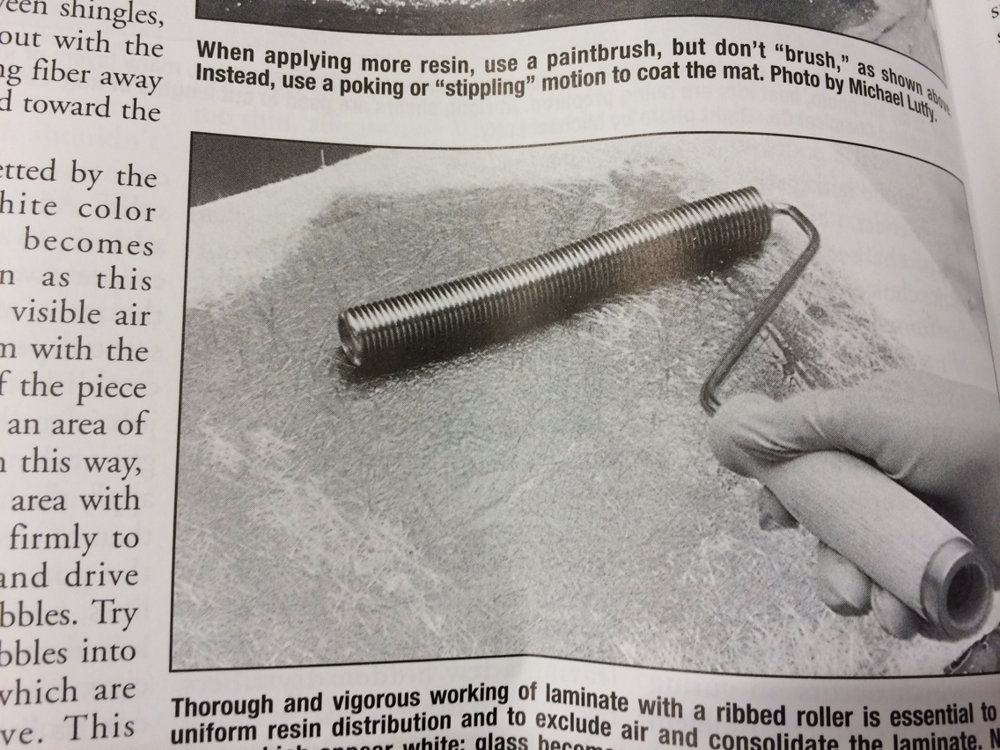 een shingles,
out with the
ng fiber away
d toward the
etted by the
hite color
becomes
n as this
visible air
m with the
f the piece
an area of
n this way,
area with
firmly to
and drive
bbles. Try
bbles into
which are
ve. This
When applying more resin, use a paintbrush, but don't “brush,” as shown above.
Instead, use a poking or “stippling” motion to coat the mat. Photo by Michael Lutfy.
Thorough and vigorous working of laminate with a ribbed roller is essential to
uniform resin distribution and to exclude air and consolidate the laminate. N
appear white; glass